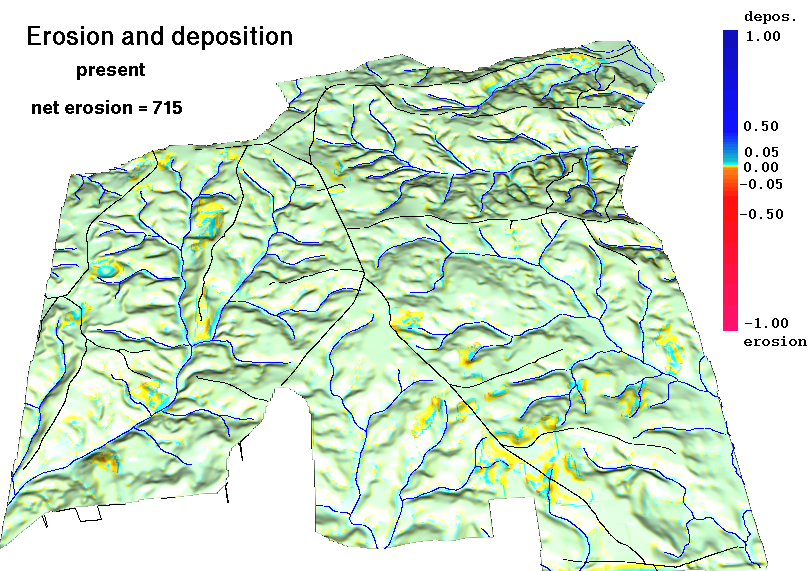 Erosion and deposition
present
net erosion = 715
depos.
1.00
0.50
0.05
0.00
-0.05
-0.50
-1.00
erosion